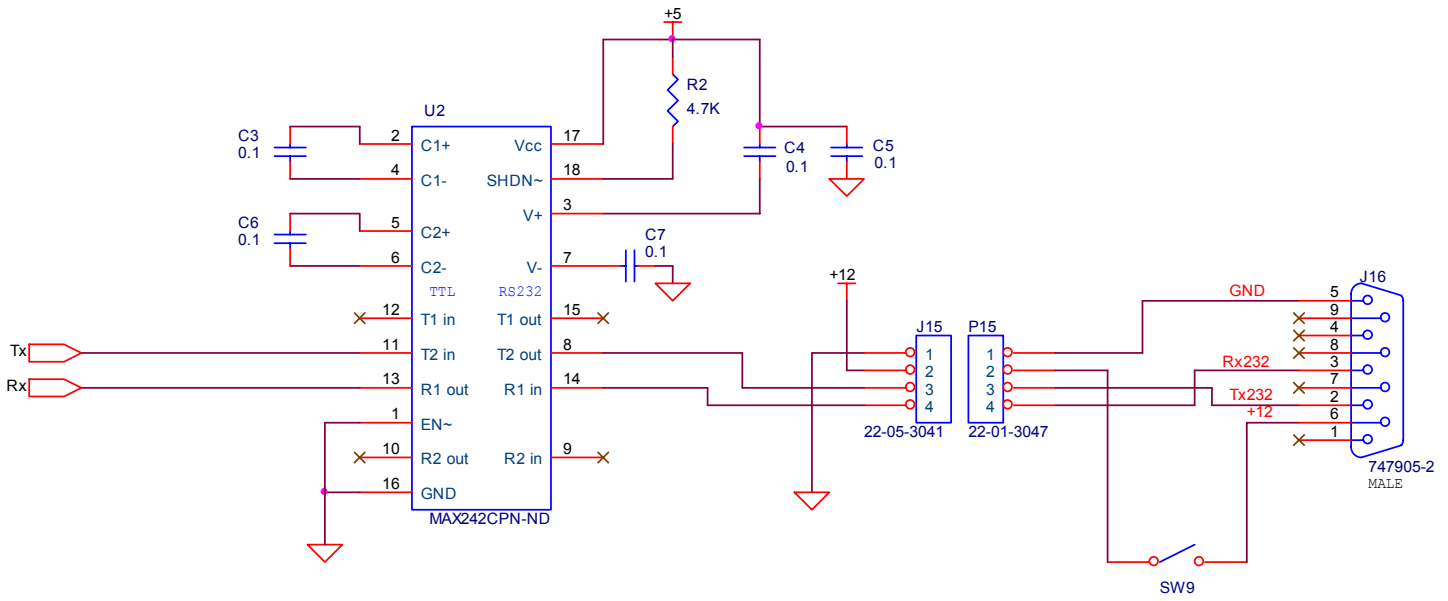 +5
R2
4.7K
U2
C3
0.1
2
C1+
Vcc
17
C4
0.1
C5
0.1
4
C1-
SHDN~
18
V+
3
C6
0.1
5
C2+
6
C2-
V-
7
C7
0.1
TTL
RS232
+12
J16
12
T1 in
T1 out
15
GND
5
9
4
8
3
7
2
6
1
Rx232
Tx232
+12
Tx
11
T2 in
T2 out
8
J15
P15
1
2
3
4
1
2
3
4
Rx
13
R1 out
R1 in
14
1
EN~
22-05-3041
22-01-3047
10
R2 out
R2 in
9
16
GND
747905-2
MALE
MAX242CPN-ND
SW9